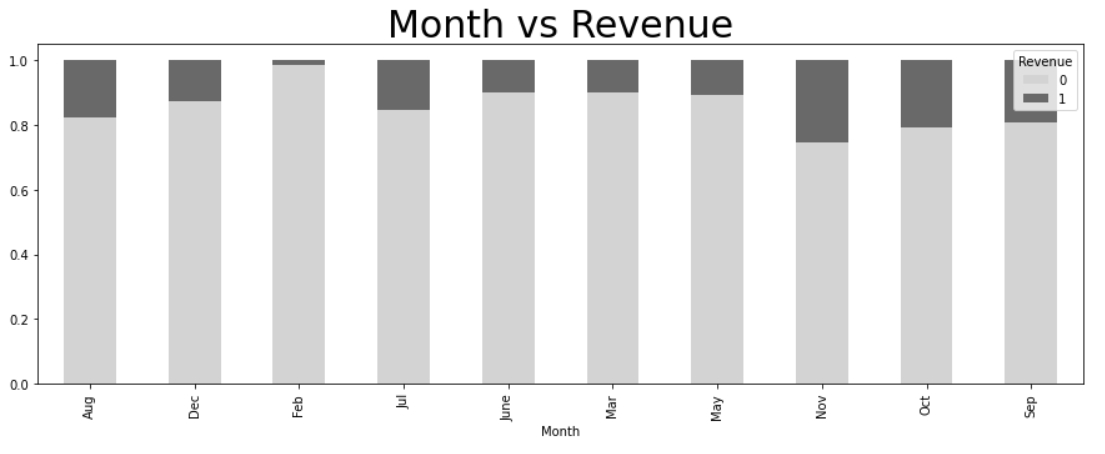 Month vs Revenue
1.0
0.8
0.6
0.4
0.2
0.0
Revenue
0
1
Aug
Dec
Feb
Jul
June
Mar
May
Nov
Oct
Sep
Month